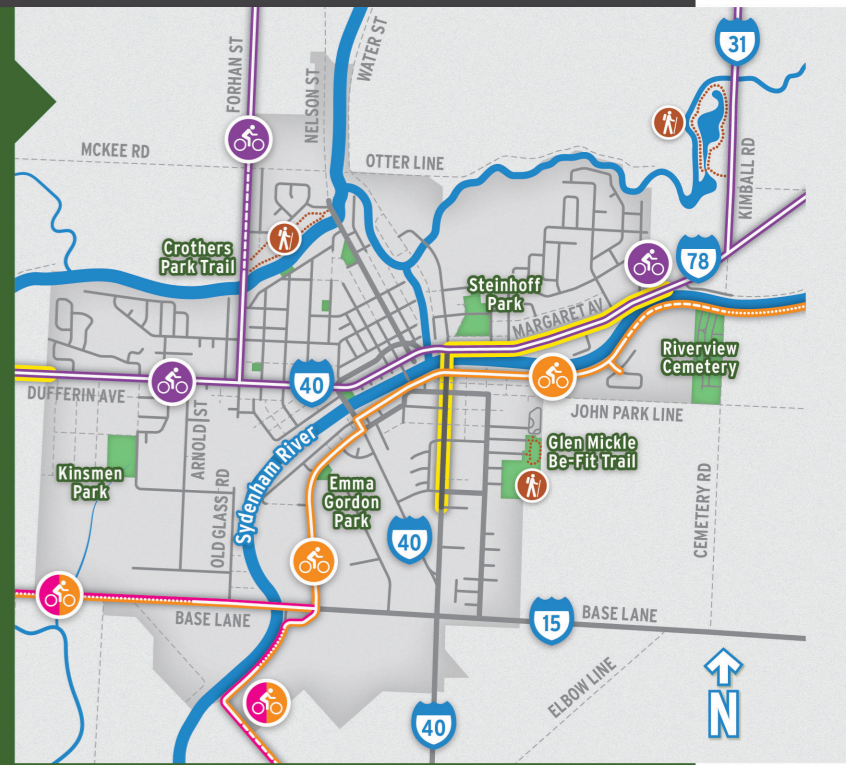 31
WATER ST
FORHAN ST
NELSON ST
MCKEE RD
OTTER LINE
KIMBALL RD
Crothers
Park Trail
78
Steinhoff
Park
MARGARET AV
Riverview
Cemetery
40
DUFFERIN AVE
JOHN PARK LINE
ARNOLD ST
Sydenham River
Glen Mickle
Be-Fit Trail
Kinsmen
Park
OLD GLASS RD
Emma
Gordon
Park
CEMETERY RD
40
BASE LANE
15
BASE LANE
ELBOW LINE
40
N